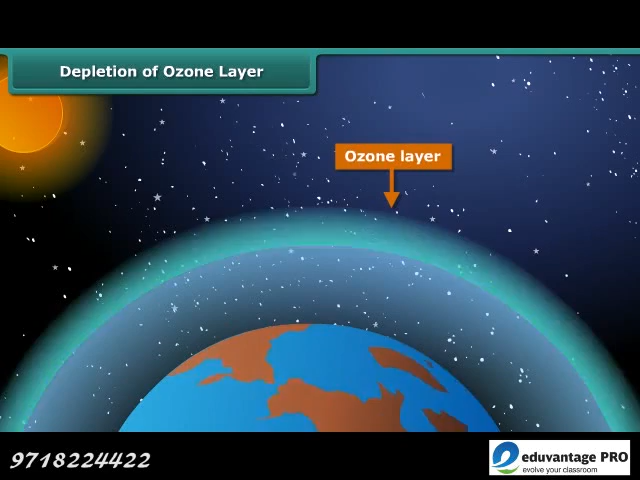 Depletion of Ozone Layer
Ozone layer
9718224422
eduvantage PRO
evolve your classroom